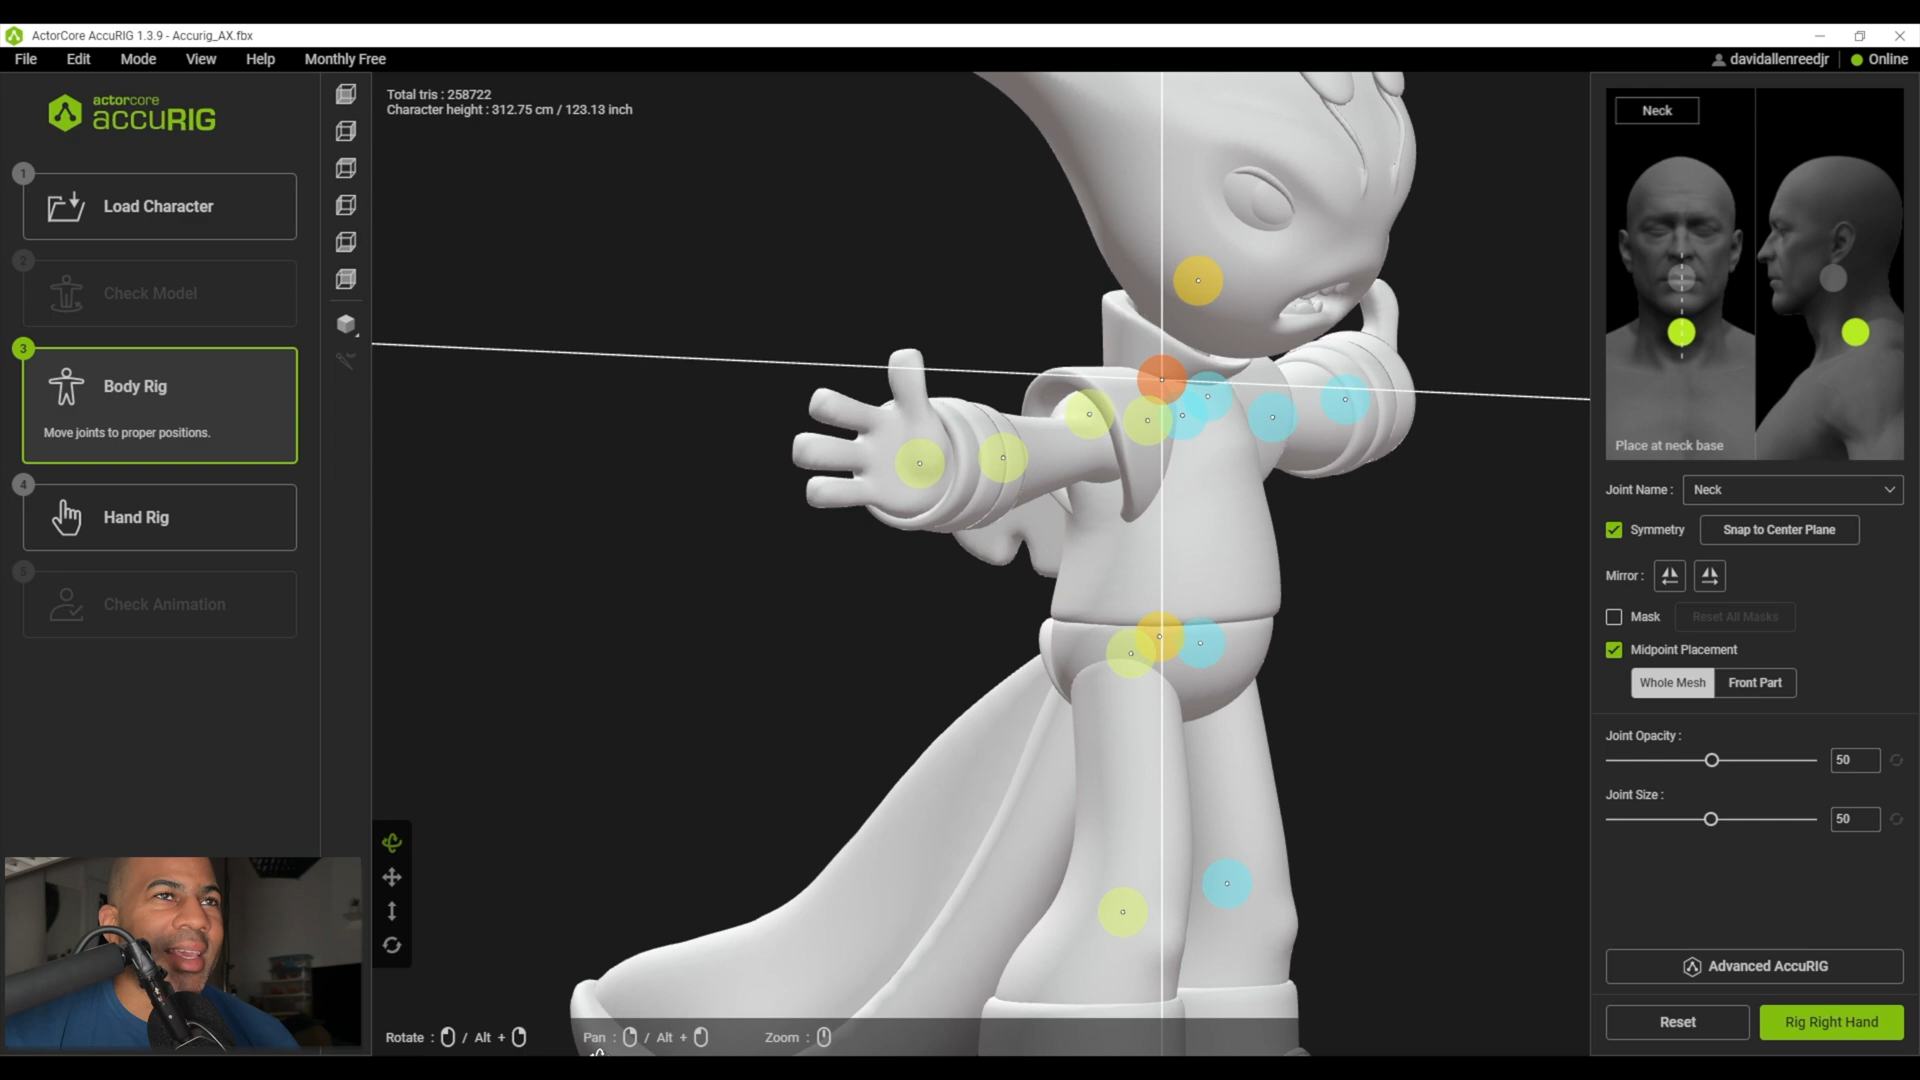 ActorCore AccuRIG 1.3.9 - Accurig_AX.fbx
File Edit Mode View Help Monthly Free
davidallenreedjr Online
actorcore
accuRIG
1
Load Character
2
Check Model
3
Body Rig
Move joints to proper positions.
4
Hand Rig
5
Check Animation
Total tris : 258722
Character height : 312.75 cm / 123.13 inch
Rotate : / Alt + Pan : / Alt + Zoom :
Neck
Place at neck base
Joint Name : Neck
Symmetry Snap to Center Plane
Mirror :
Mask Reset All Masks
Midpoint Placement
Whole Mesh Front Part
Joint Opacity :
50
Joint Size :
50
Advanced AccuRIG
Reset Rig Right Hand